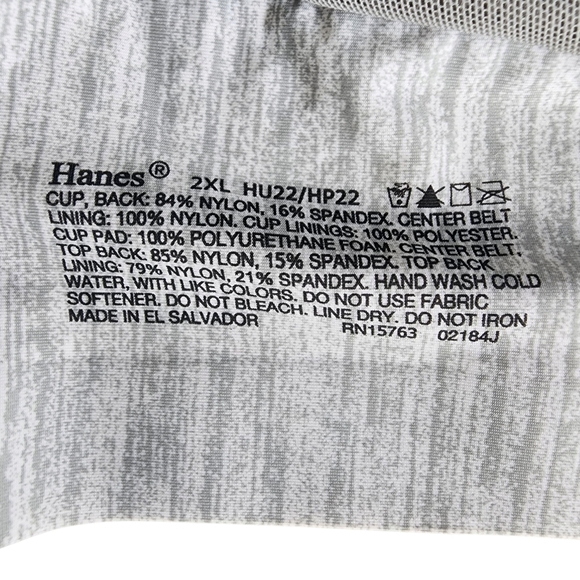 Hanes® 2XL HU22/HP22
CUP, BACK: 84% NYLON, 16% SPANDEX. CENTER BELT
LINING: 100% NYLON. CUP LININGS: 100% POLYESTER.
CUP PAD: 100% POLYURETHANE FOAM. CENTER BELT,
TOP BACK: 85% NYLON, 15% SPANDEX. TOP BACK
LINING: 79% NYLON, 21% SPANDEX. HAND WASH COLD
WATER, WITH LIKE COLORS. DO NOT USE FABRIC
SOFTENER. DO NOT BLEACH. LINE DRY. DO NOT IRON
MADE IN EL SALVADOR RN15763 02184J